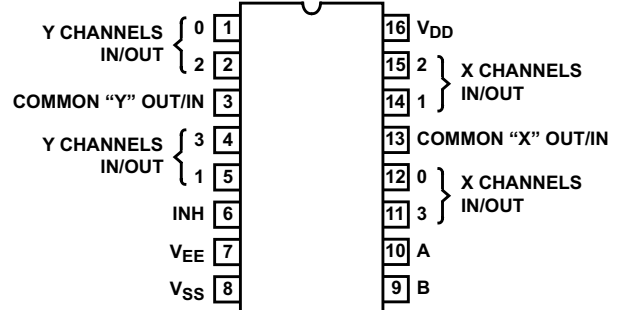 Y CHANNELS IN/OUT
0 1
2 2
COMMON “Y” OUT/IN 3
Y CHANNELS IN/OUT
3 4
1 5
INH 6
VEE 7
VSS 8
16 VDD
15 2
14 1
X CHANNELS IN/OUT
13 COMMON “X” OUT/IN
12 0
11 3
X CHANNELS IN/OUT
10 A
9 B